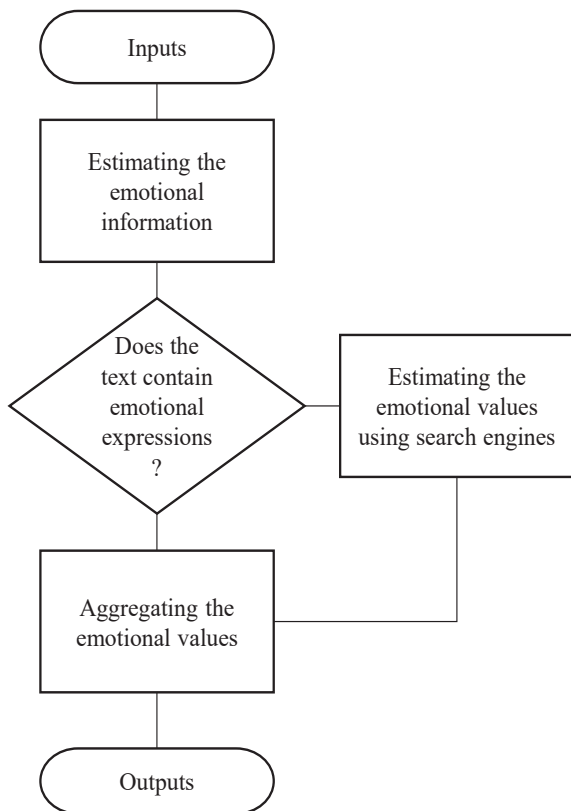 Inputs
Estimating the
emotional
information
Does the
text contain
emotional
expressions
?
Estimating the
emotional values
using search engines
Aggregating the
emotional values
Outputs